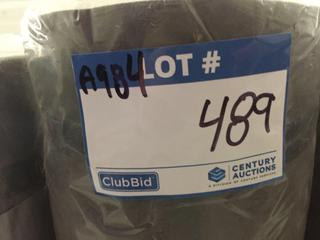 A984 LOT #
489
ClubBid
CENTURY
AUCTIONS
A DIVISION OF CENTURY SERVICES